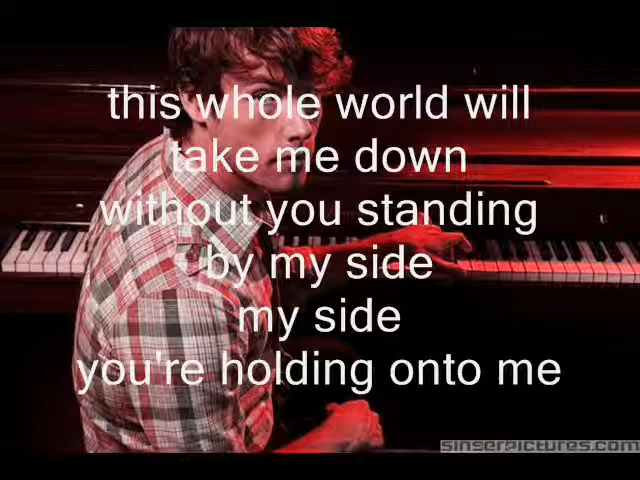 this whole world will
take me down
without you standing
by my side
my side
you're holding onto me
singerpictures.com